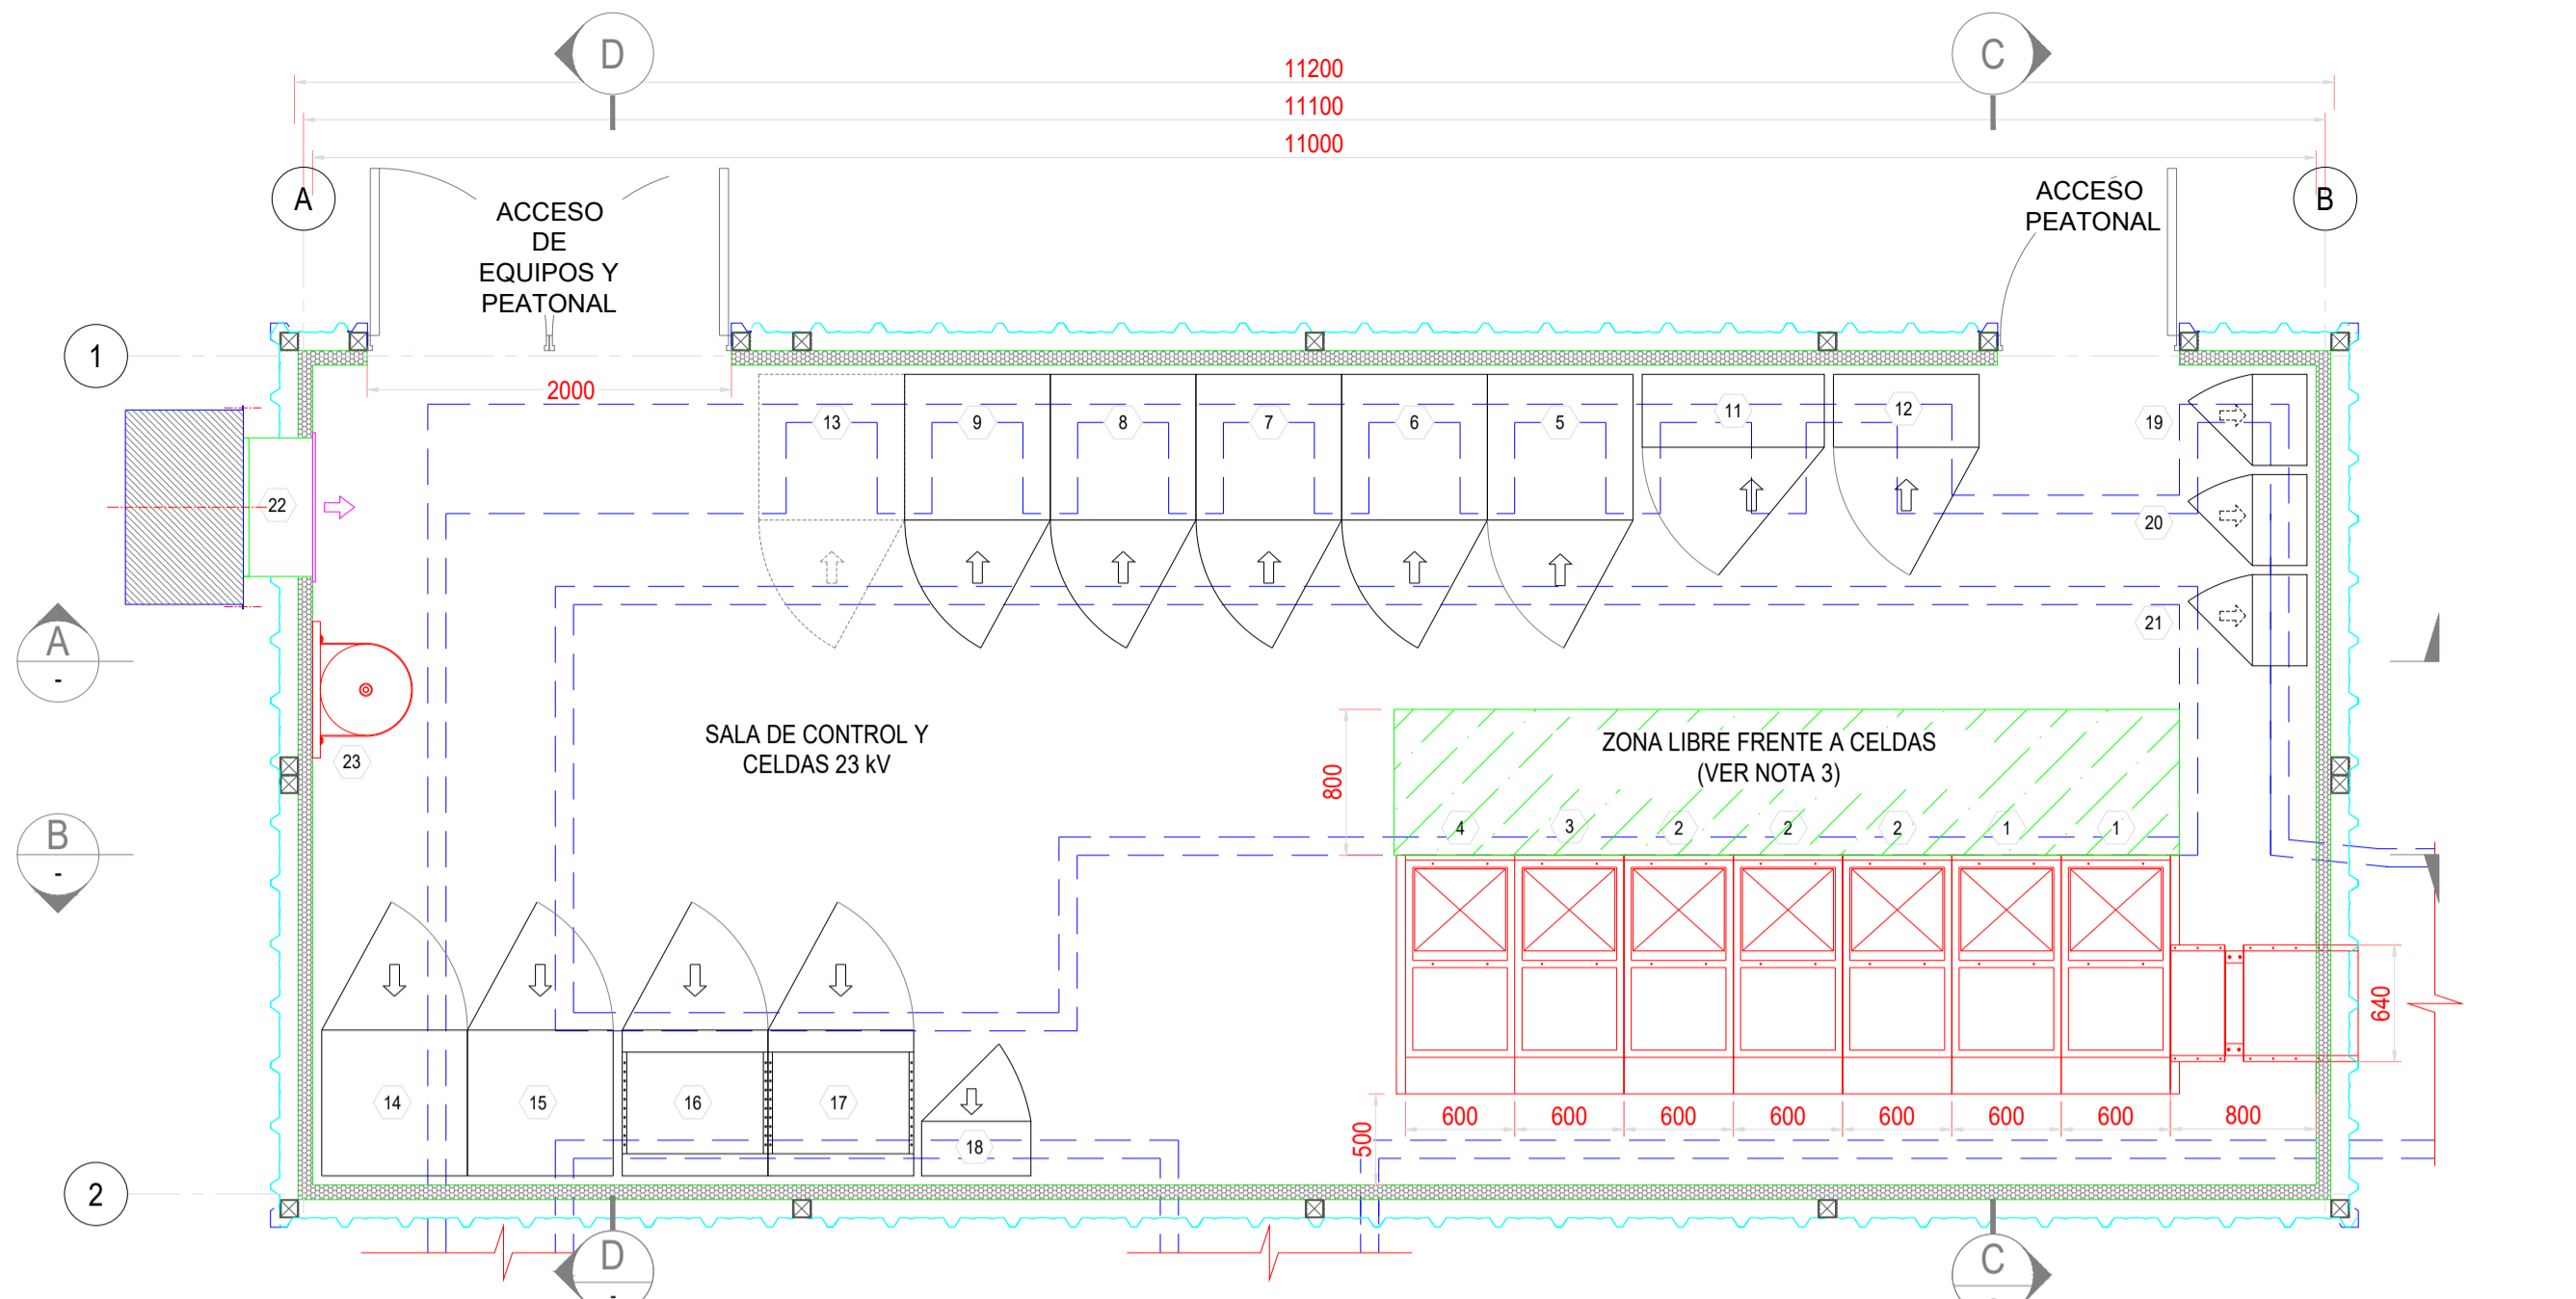 D
C
11200
11100
11000
A
ACCESO
DE
EQUIPOS Y
PEATONAL
ACCESO
PEATONAL
B
1
2000
13
9
8
7
6
5
11
12
19
22
20
21
A
-
23
SALA DE CONTROL Y
CELDAS 23 kV
800
ZONA LIBRE FRENTE A CELDAS
(VER NOTA 3)
4
3
2
2
2
1
1
B
-
640
14
15
16
17
18
500
600
600
600
600
600
600
600
800
2
D
-
C